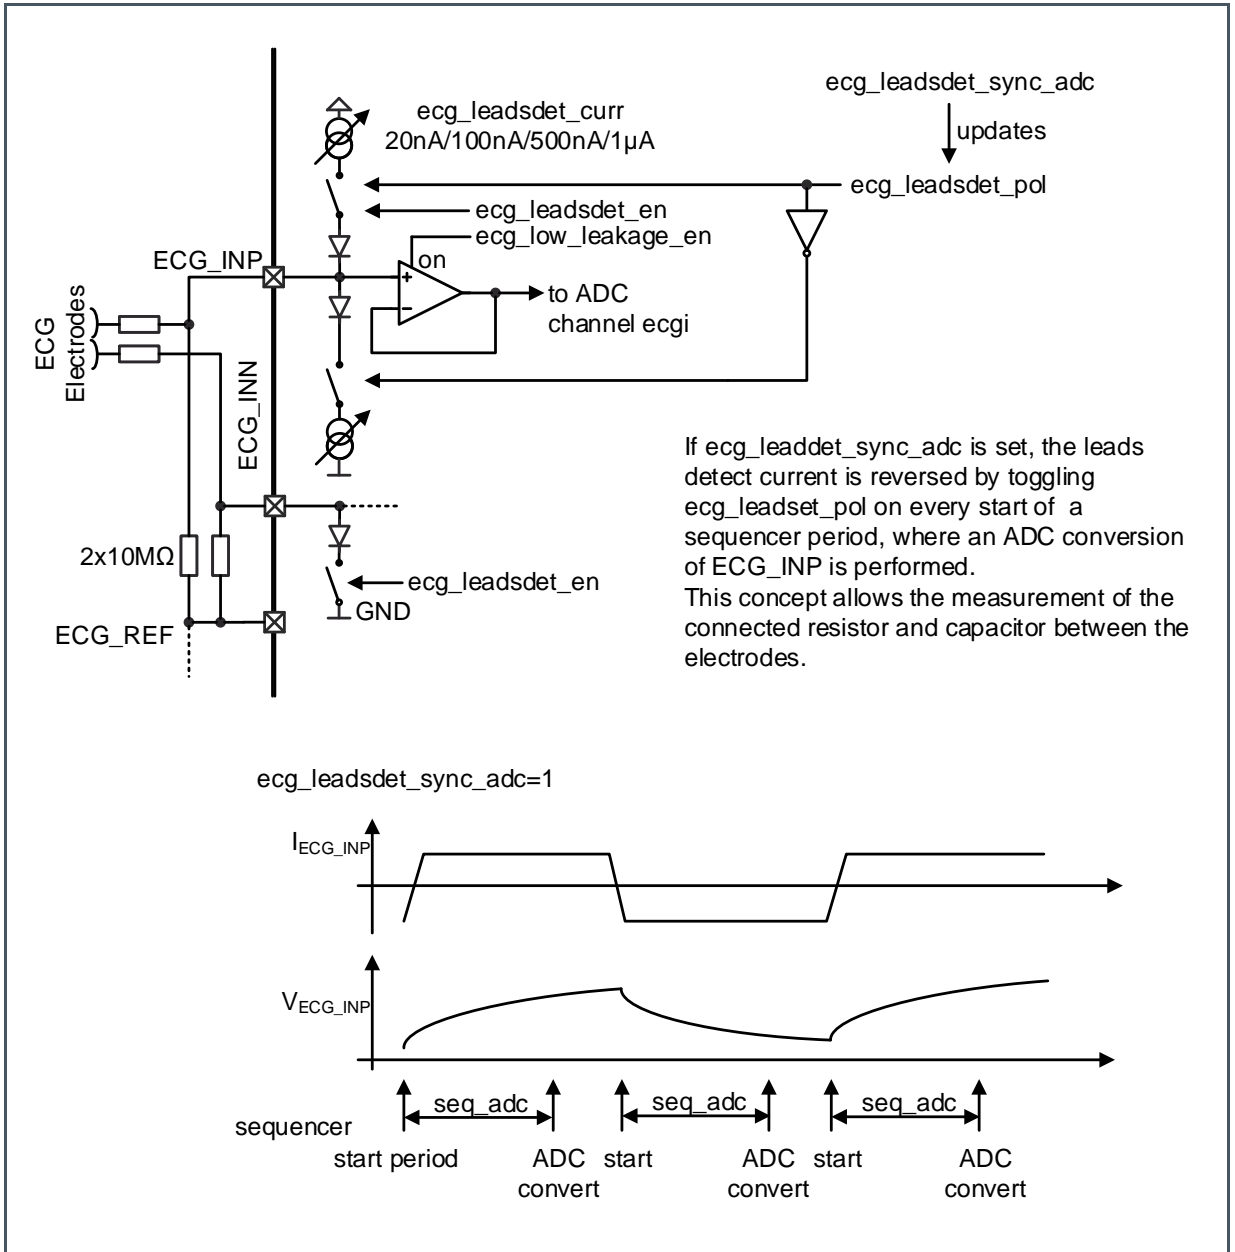 ecg_leadsdet_sync_adc
ecg_leadsdet_curr
20nA/100nA/500nA/1µA
updates
ecg_leadsdet_pol
ecg_leadsdet_en
ecg_low_leakage_en
ECG_INP
on
+
−
to ADC
channel ecgi
ECG
Electrodes
ECG_INN
If ecg_leaddet_sync_adc is set, the leads
detect current is reversed by toggling
ecg_leadset_pol on every start of a
sequencer period, where an ADC conversion
of ECG_INP is performed.
This concept allows the measurement of the
connected resistor and capacitor between the
electrodes.
2x10MΩ
ecg_leadsdet_en
GND
ECG_REF
ecg_leadsdet_sync_adc=1
IECG_INP
VECG_INP
seq_adc
seq_adc
seq_adc
sequencer
start period
ADC
convert
start
ADC
convert
start
ADC
convert